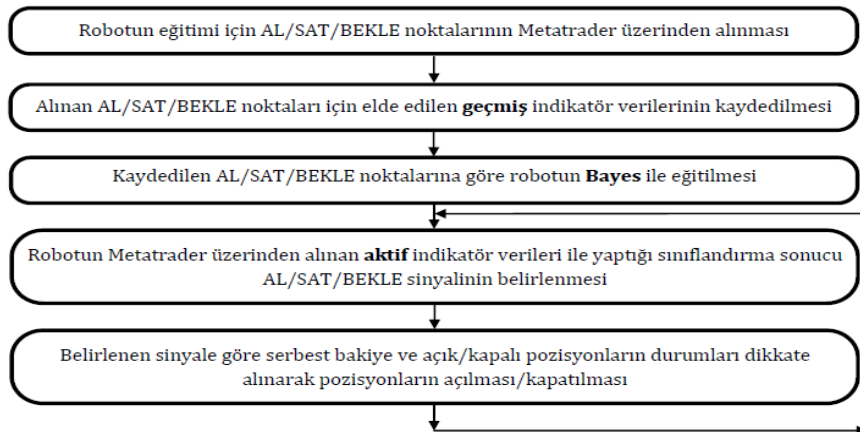 Robotun eğitimi için AL/SAT/BEKLE noktalarının Metatrader üzerinden alınması
Alınan AL/SAT/BEKLE noktaları için elde edilen geçmiş indikatör verilerinin kaydedilmesi
Kaydedilen AL/SAT/BEKLE noktalarına göre robotun Bayes ile eğitilmesi
Robotun Metatrader üzerinden alınan aktif indikatör verileri ile yaptığı sınıflandırma sonucu
AL/SAT/BEKLE sinyalinin belirlenmesi
Belirlenen sinyale göre serbest bakiye ve açık/kapalı pozisyonların durumları dikkate
alınarak pozisyonların açılması/kapatılması